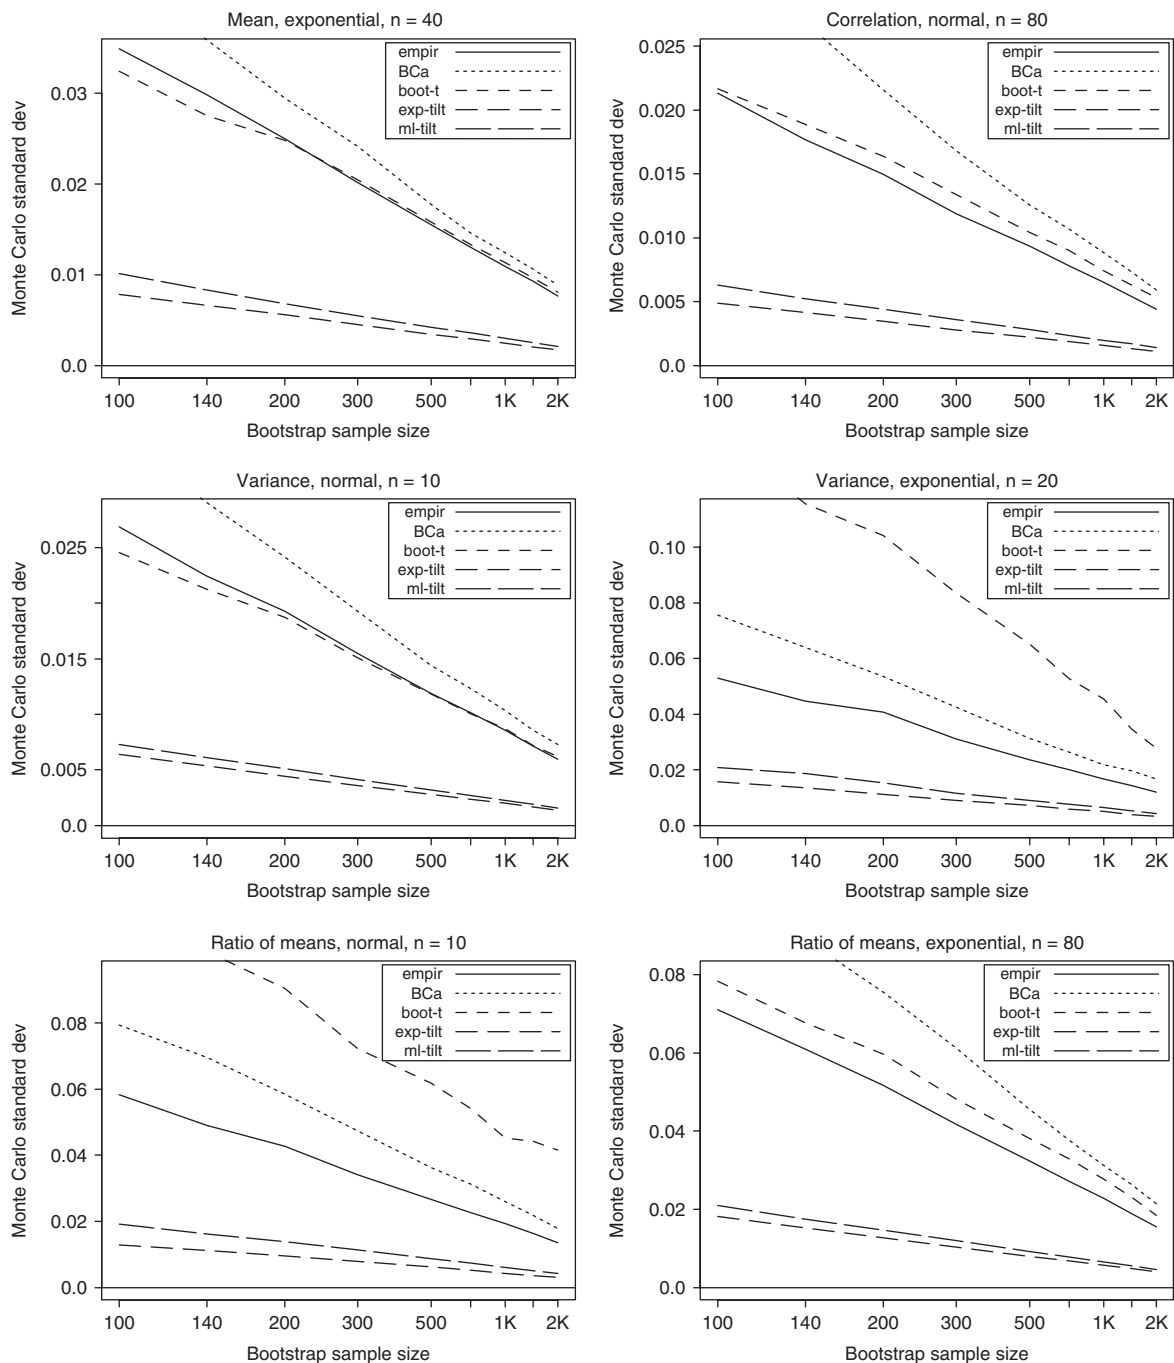 Mean, exponential, n = 40
Monte Carlo standard dev
0.03
0.02
0.01
0.0
empir
BCa
boot-t
exp-tilt
ml-tilt
100 140 200 300 500 1K 2K
Bootstrap sample size
Correlation, normal, n = 80
Monte Carlo standard dev
0.025
0.020
0.015
0.010
0.005
0.0
empir
BCa
boot-t
exp-tilt
ml-tilt
100 140 200 300 500 1K 2K
Bootstrap sample size
Variance, normal, n = 10
Monte Carlo standard dev
0.025
0.015
0.005
0.0
empir
BCa
boot-t
exp-tilt
ml-tilt
100 140 200 300 500 1K 2K
Bootstrap sample size
Variance, exponential, n = 20
Monte Carlo standard dev
0.10
0.08
0.06
0.04
0.02
0.0
empir
BCa
boot-t
exp-tilt
ml-tilt
100 140 200 300 500 1K 2K
Bootstrap sample size
Ratio of means, normal, n = 10
Monte Carlo standard dev
0.08
0.06
0.04
0.02
0.0
empir
BCa
boot-t
exp-tilt
ml-tilt
100 140 200 300 500 1K 2K
Bootstrap sample size
Ratio of means, exponential, n = 80
Monte Carlo standard dev
0.08
0.06
0.04
0.02
0.0
empir
BCa
boot-t
exp-tilt
ml-tilt
100 140 200 300 500 1K 2K
Bootstrap sample size